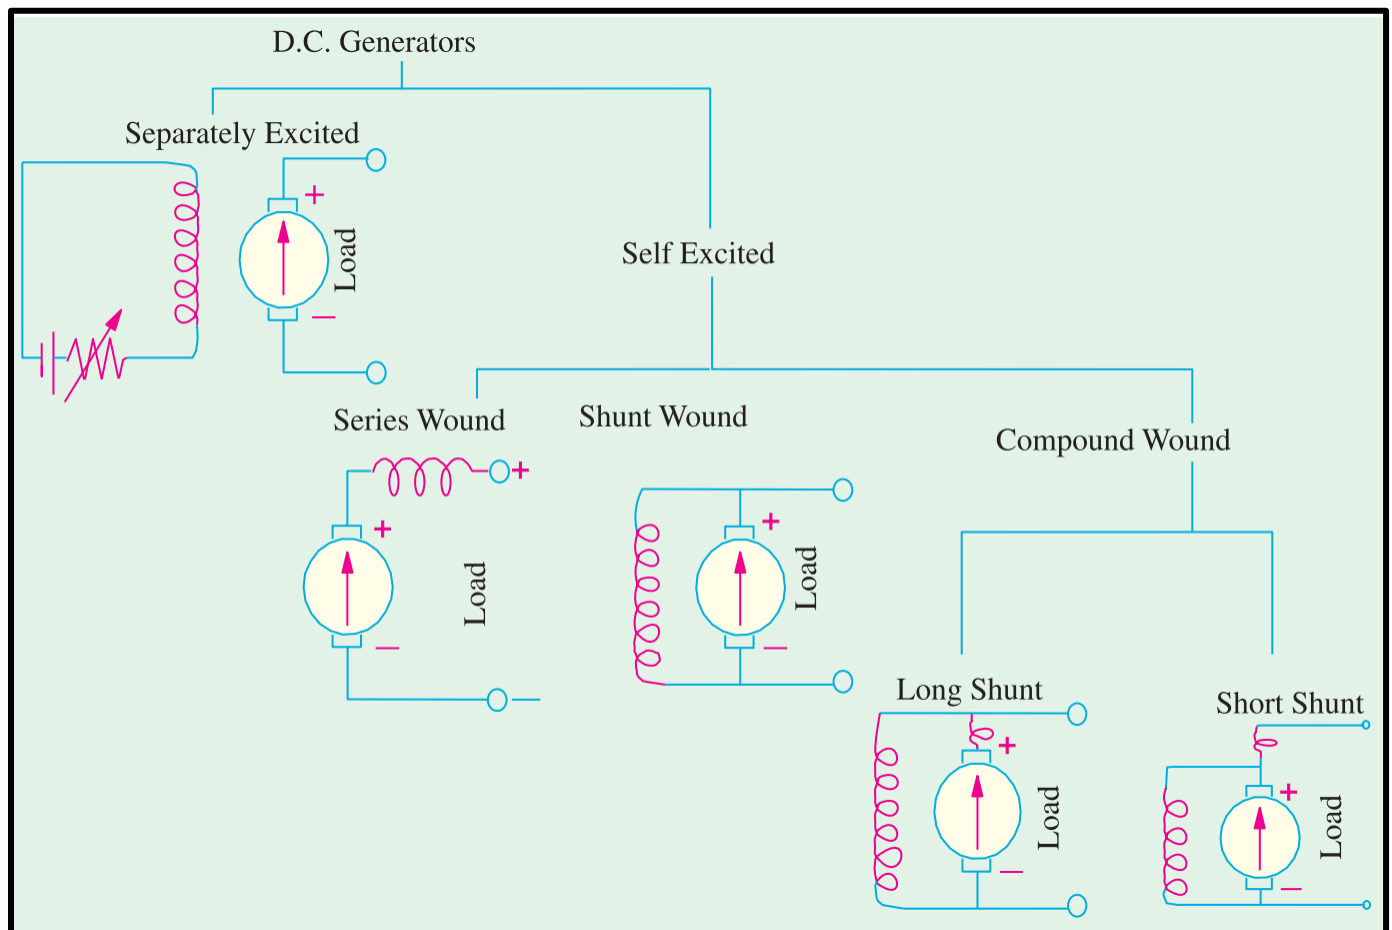 D.C. Generators
Separately Excited
+
Load
—
Self Excited
Series Wound
Shunt Wound
Compound Wound
+
+
Load
—
+
Load
—
Long Shunt
Short Shunt
+
Load
—
+
Load
—